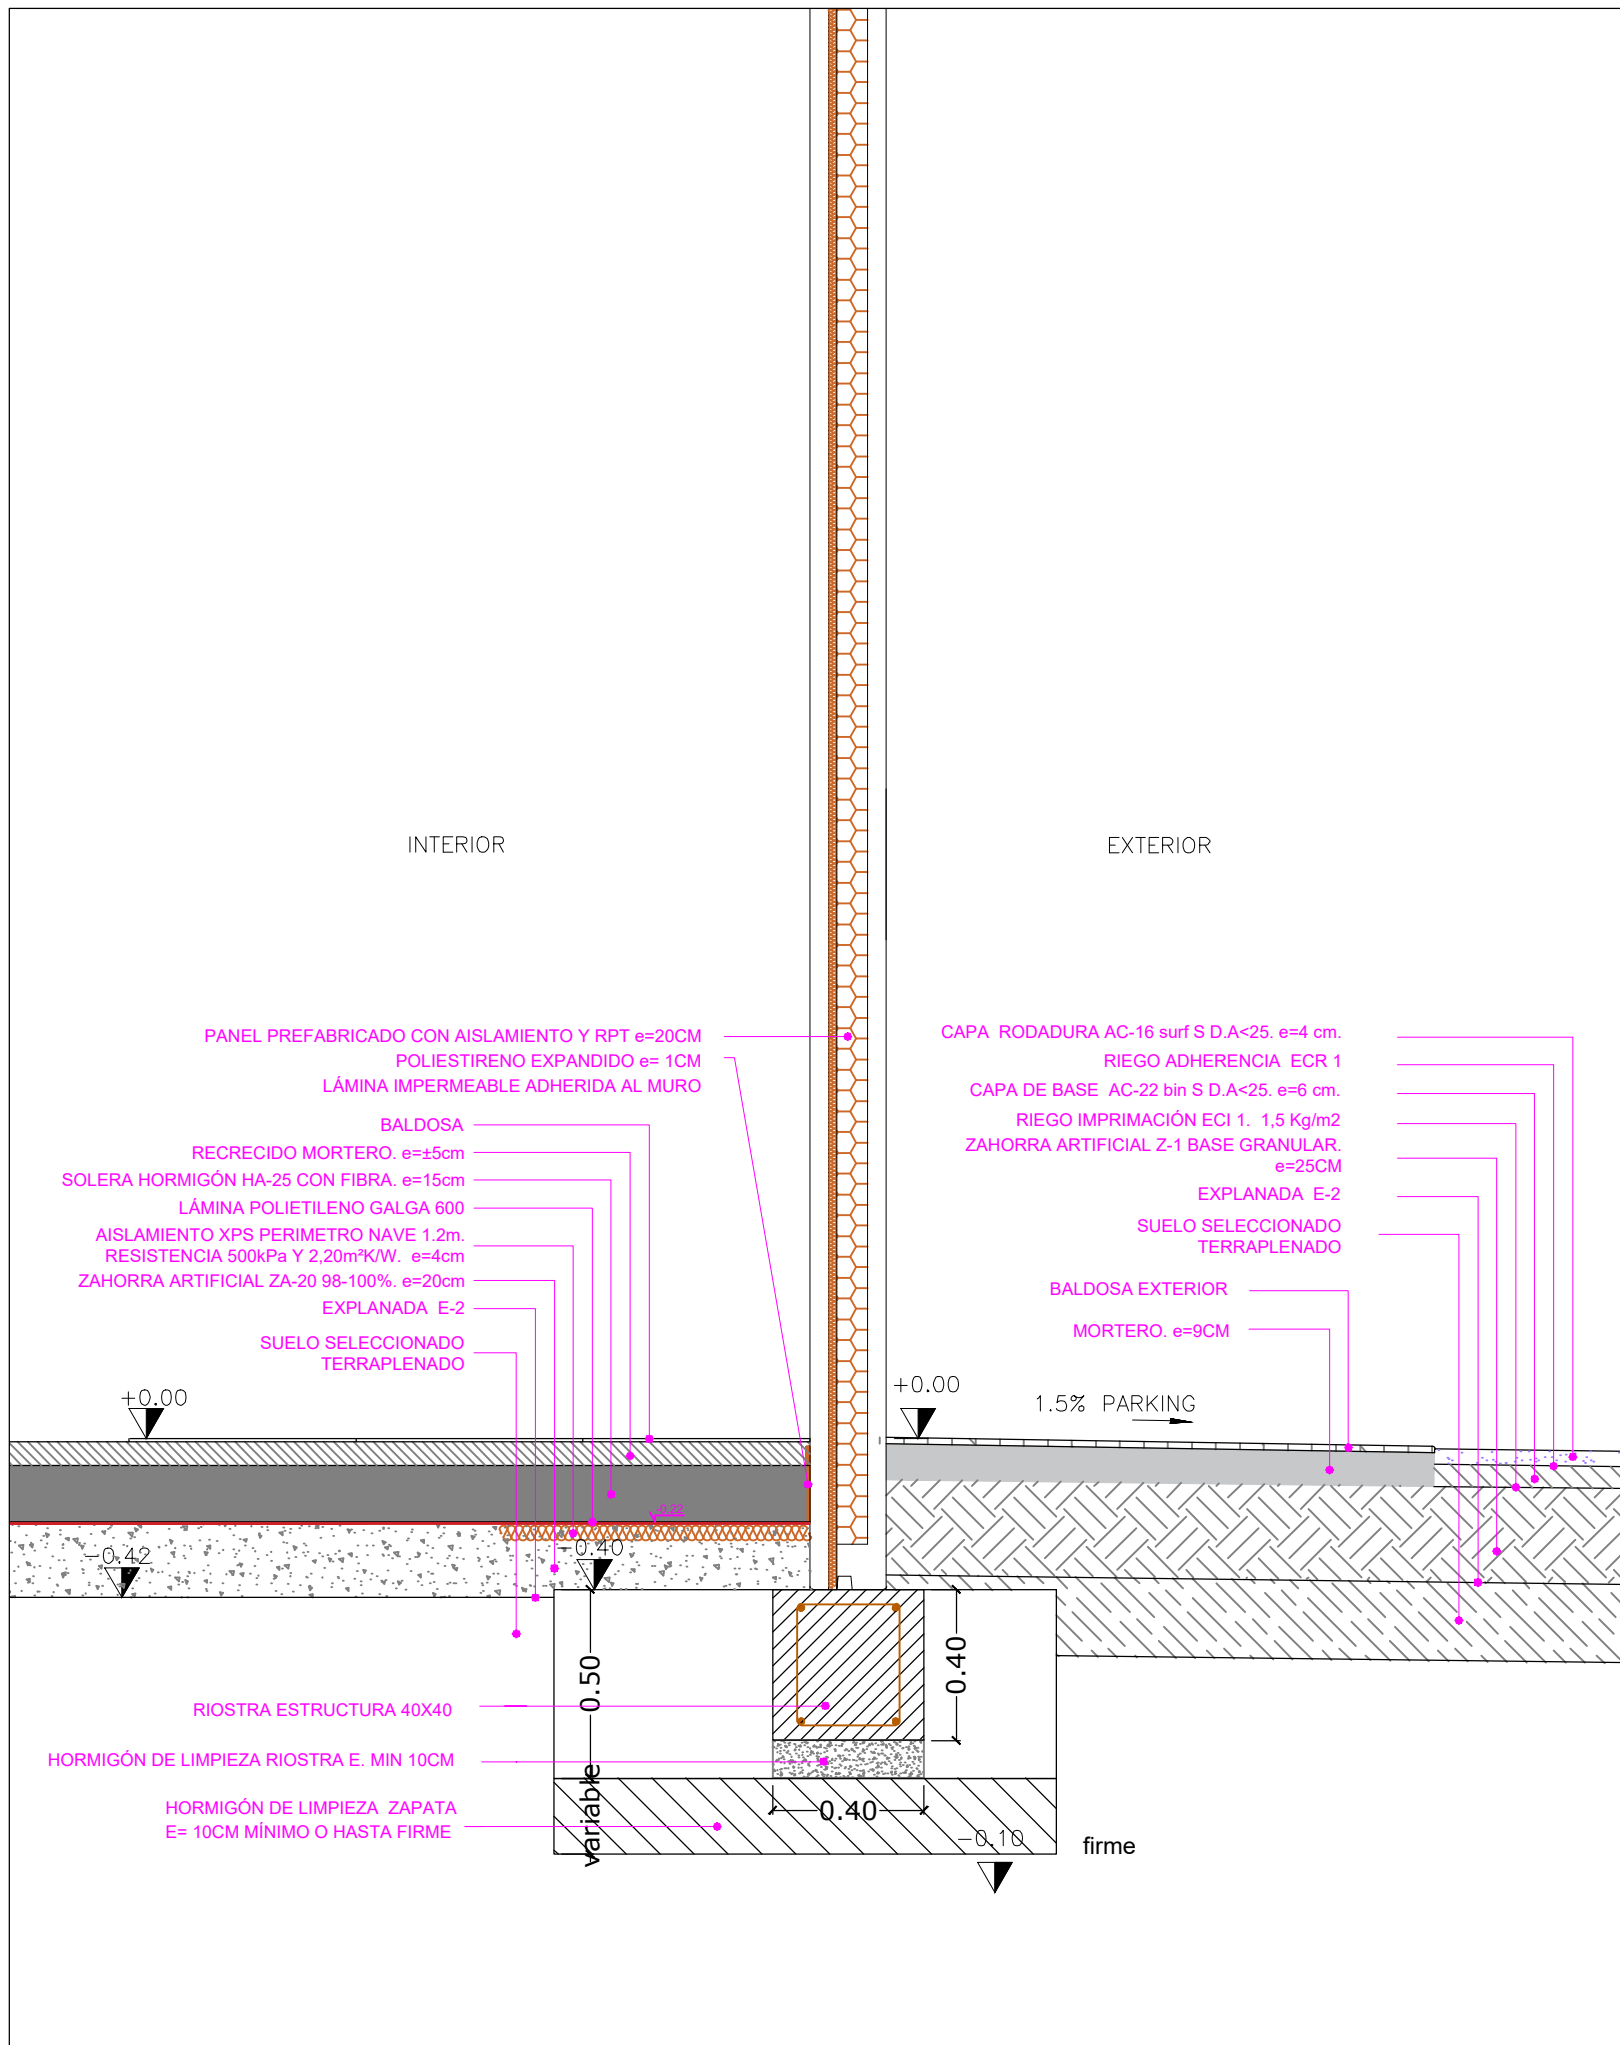 INTERIOR
EXTERIOR
PANEL PREFABRICADO CON AISLAMIENTO Y RPT e=20CM
POLIESTIRENO EXPANDIDO e= 1CM
LÁMINA IMPERMEABLE ADHERIDA AL MURO
BALDOSA
RECRECIDO MORTERO. e=±5cm
SOLERA HORMIGÓN HA-25 CON FIBRA. e=15cm
LÁMINA POLIETILENO GALGA 600
AISLAMIENTO XPS PERIMETRO NAVE 1.2m.
RESISTENCIA 500kPa Y 2,20m²K/W. e=4cm
ZAHORRA ARTIFICIAL ZA-20 98-100%. e=20cm
EXPLANADA E-2
SUELO SELECCIONADO
TERRAPLENADO
CAPA RODADURA AC-16 surf S D.A<25. e=4 cm.
RIEGO ADHERENCIA ECR 1
CAPA DE BASE AC-22 bin S D.A<25. e=6 cm.
RIEGO IMPRIMACIÓN ECI 1. 1,5 Kg/m2
ZAHORRA ARTIFICIAL Z-1 BASE GRANULAR.
e=25CM
EXPLANADA E-2
SUELO SELECCIONADO
TERRAPLENADO
BALDOSA EXTERIOR
MORTERO. e=9CM
+0.00
+0.00
1.5% PARKING
-0.22
-0.42
-0.40
0.50
0.40
RIOSTRA ESTRUCTURA 40X40
HORMIGÓN DE LIMPIEZA RIOSTRA E. MIN 10CM
HORMIGÓN DE LIMPIEZA ZAPATA
E= 10CM MÍNIMO O HASTA FIRME
variable
0.40
-0.10
firme